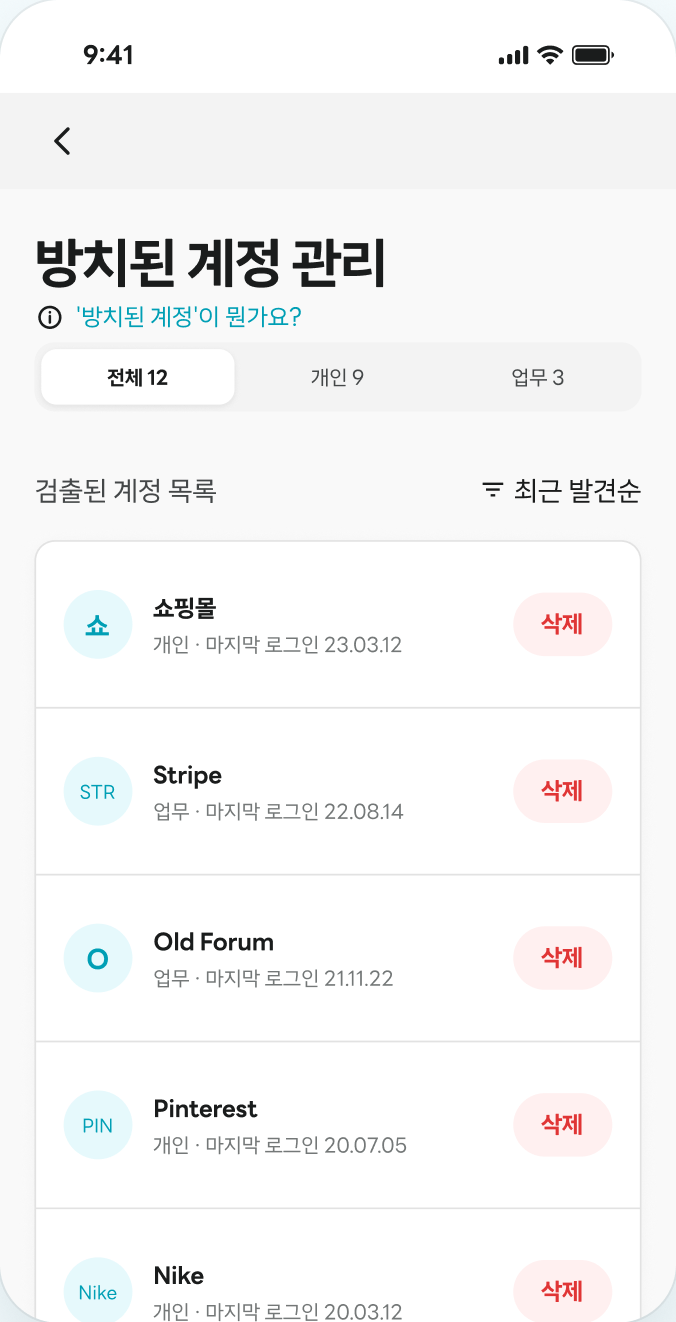 9:41
방치된 계정 관리
'방치된 계정'이 뭔가요?
전체 12 개인 9 업무 3
검출된 계정 목록 최근 발견순
쇼 쇼핑몰 삭제
개인 · 마지막 로그인 23.03.12
STR Stripe 삭제
업무 · 마지막 로그인 22.08.14
O Old Forum 삭제
업무 · 마지막 로그인 21.11.22
PIN Pinterest 삭제
개인 · 마지막 로그인 20.07.05
Nike Nike 삭제
개인 · 마지막 로그인 20.03.12